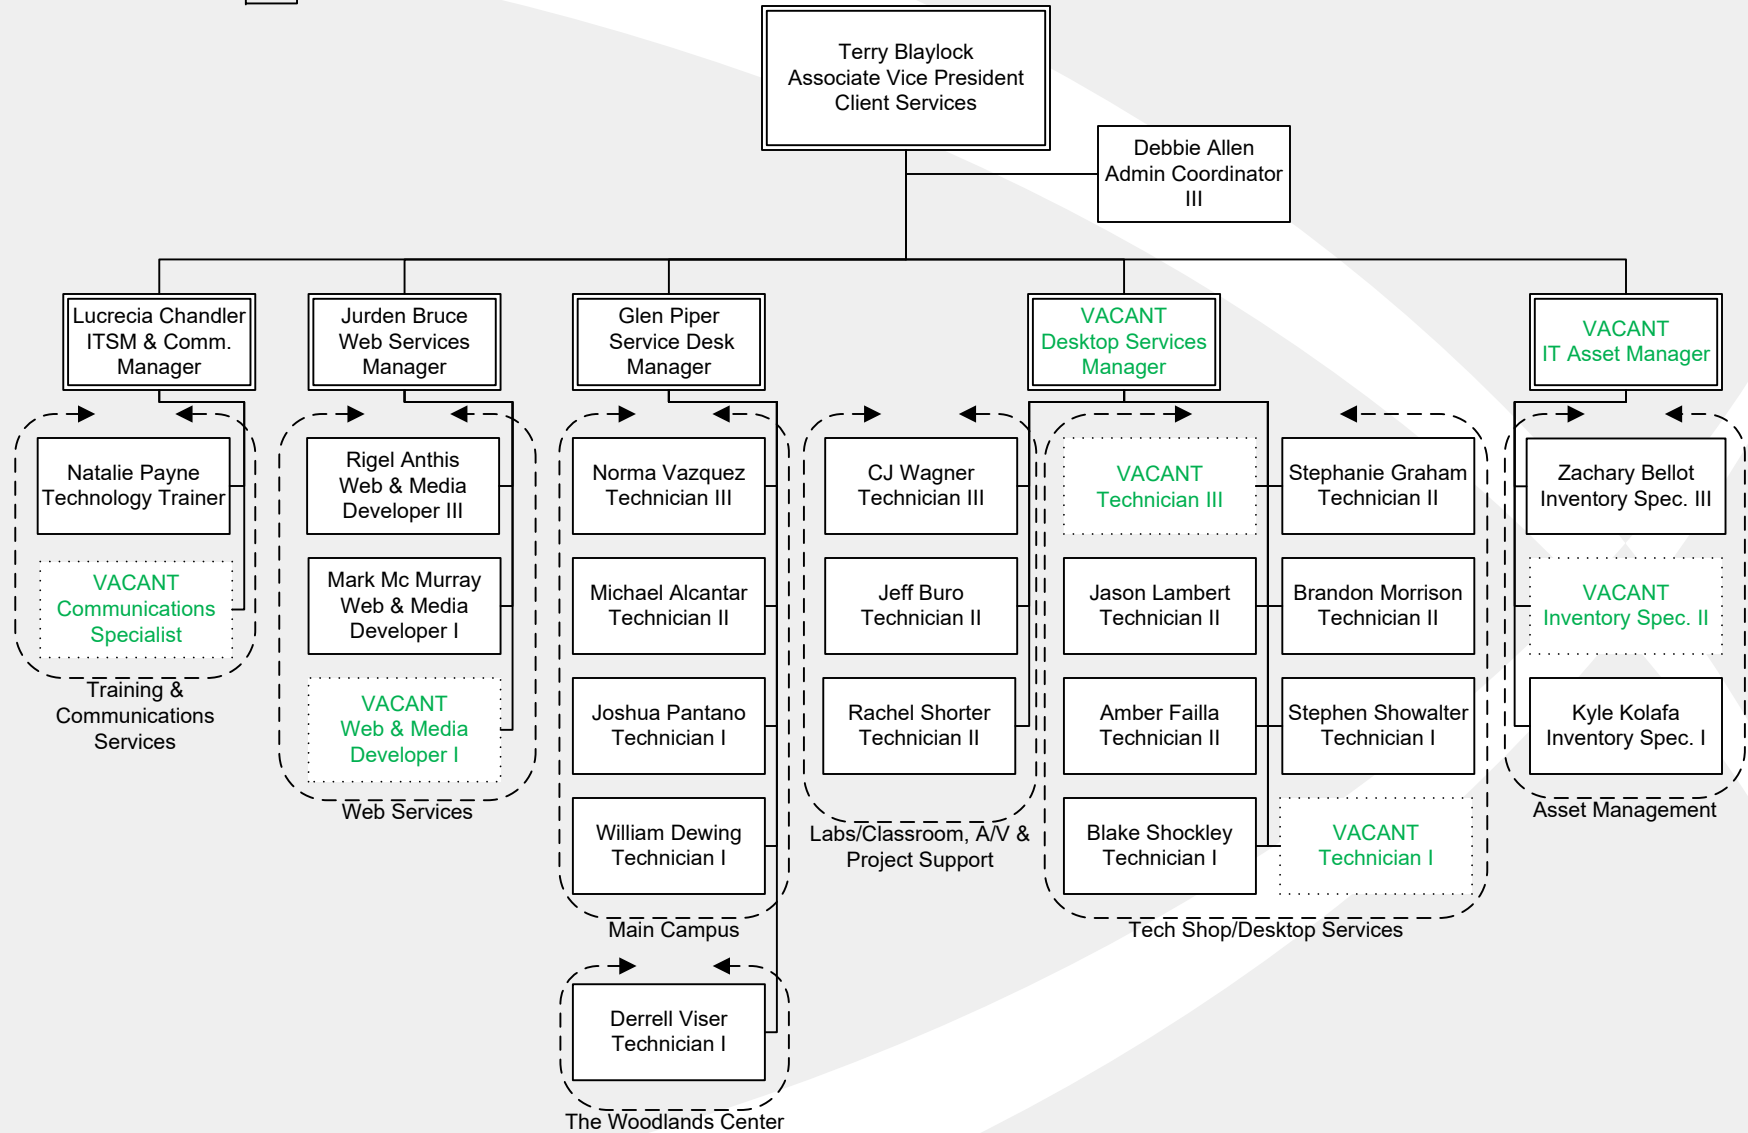 Terry Blaylock
Associate Vice President
Client Services
Debbie Allen
Admin Coordinator
III
Lucrecia Chandler
ITSM & Comm.
Manager
Jurden Bruce
Web Services
Manager
Glen Piper
Service Desk
Manager
VACANT
Desktop Services
Manager
VACANT
IT Asset Manager
Natalie Payne
Technology Trainer
VACANT
Communications
Specialist
Training &
Communications
Services
Rigel Anthis
Web & Media
Developer III
Mark Mc Murray
Web & Media
Developer I
VACANT
Web & Media
Developer I
Web Services
Norma Vazquez
Technician III
Michael Alcantar
Technician II
Joshua Pantano
Technician I
William Dewing
Technician I
Main Campus
Derrell Viser
Technician I
The Woodlands Center
CJ Wagner
Technician III
Jeff Buro
Technician II
Rachel Shorter
Technician II
Labs/Classroom, A/V &
Project Support
VACANT
Technician III
Jason Lambert
Technician II
Amber Failla
Technician II
Blake Shockley
Technician I
Stephanie Graham
Technician II
Brandon Morrison
Technician II
Stephen Showalter
Technician I
VACANT
Technician I
Tech Shop/Desktop Services
Zachary Bellot
Inventory Spec. III
VACANT
Inventory Spec. II
Kyle Kolafa
Inventory Spec. I
Asset Management